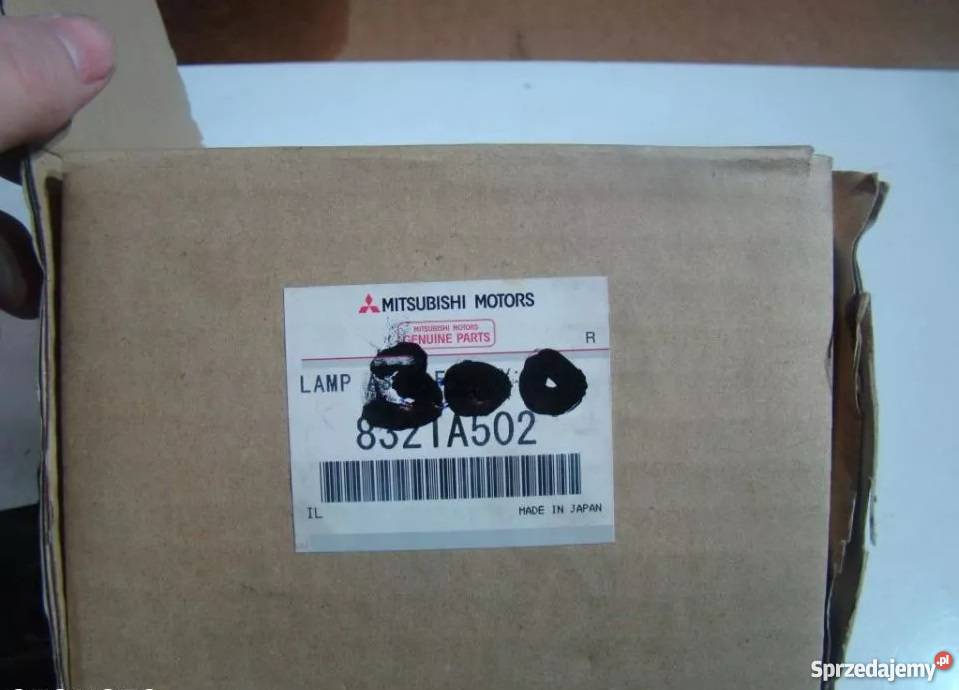 MITSUBISHI MOTORS
MITSUBISHI MOTORS
GENUINE PARTS
R
LAMP
300
8321A502
IL
MADE IN JAPAN
Sprzedajemy.pl